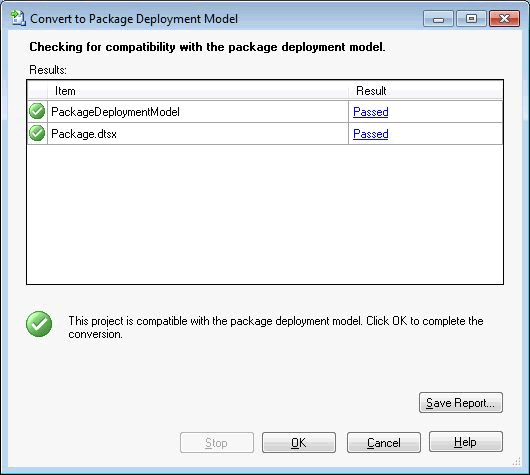 Convert to Package Deployment Model
Checking for compatibility with the package deployment model.
Results:
Item Result
PackageDeploymentModel Passed
Package.dtsx Passed
This project is compatible with the package deployment model. Click OK to complete the
conversion.
Save Report...
Stop OK Cancel Help